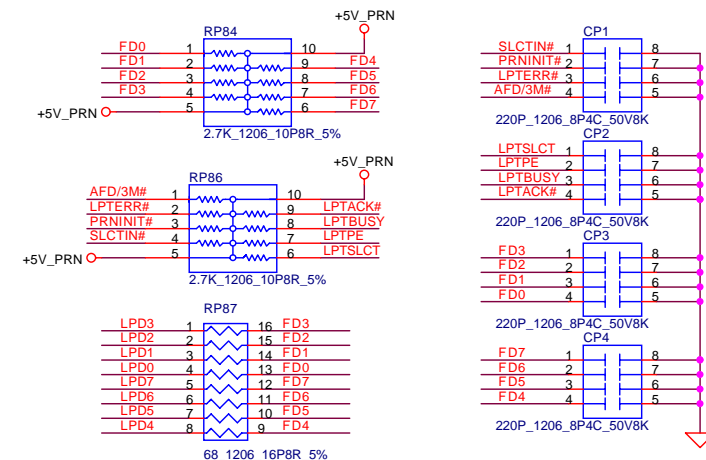 +5V_PRN
RP84
FD0 1 10
FD1 2 9 FD4
FD2 3 8 FD5
FD3 4 7 FD6
+5V_PRN 5 6 FD7
2.7K_1206_10P8R_5%
+5V_PRN
RP86
AFD/3M# 1 10
LPTERR# 2 9 LPTACK#
PRNINIT# 3 8 LPTBUSY
SLCTIN# 4 7 LPTPE
+5V_PRN 5 6 LPTSLCT
2.7K_1206_10P8R_5%
RP87
LPD3 1 16 FD3
LPD2 2 15 FD2
LPD1 3 14 FD1
LPD0 4 13 FD0
LPD7 5 12 FD7
LPD6 6 11 FD6
LPD5 7 10 FD5
LPD4 8 9 FD4
68_1206_16P8R_5%
CP1
SLCTIN# 1 8
PRNINIT# 2 7
LPTERR# 3 6
AFD/3M# 4 5
220P_1206_8P4C_50V8K
CP2
LPTSLCT 1 8
LPTPE 2 7
LPTBUSY 3 6
LPTACK# 4 5
220P_1206_8P4C_50V8K
CP3
FD3 1 8
FD2 2 7
FD1 3 6
FD0 4 5
220P_1206_8P4C_50V8K
CP4
FD7 1 8
FD6 2 7
FD5 3 6
FD4 4 5
220P_1206_8P4C_50V8K